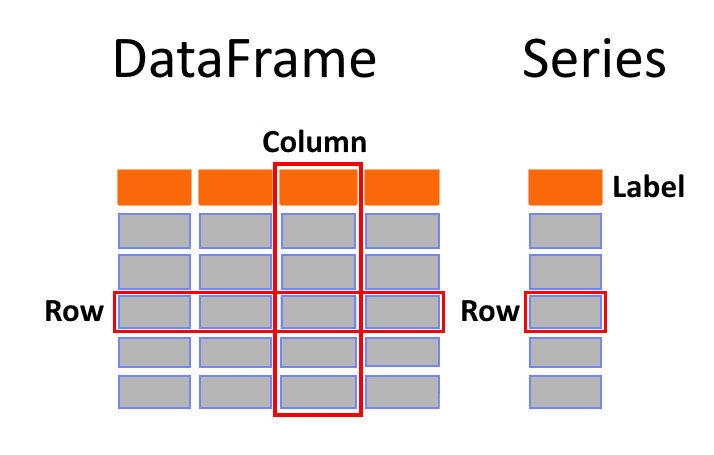 DataFrame
Series
Column
Label
Row
Row